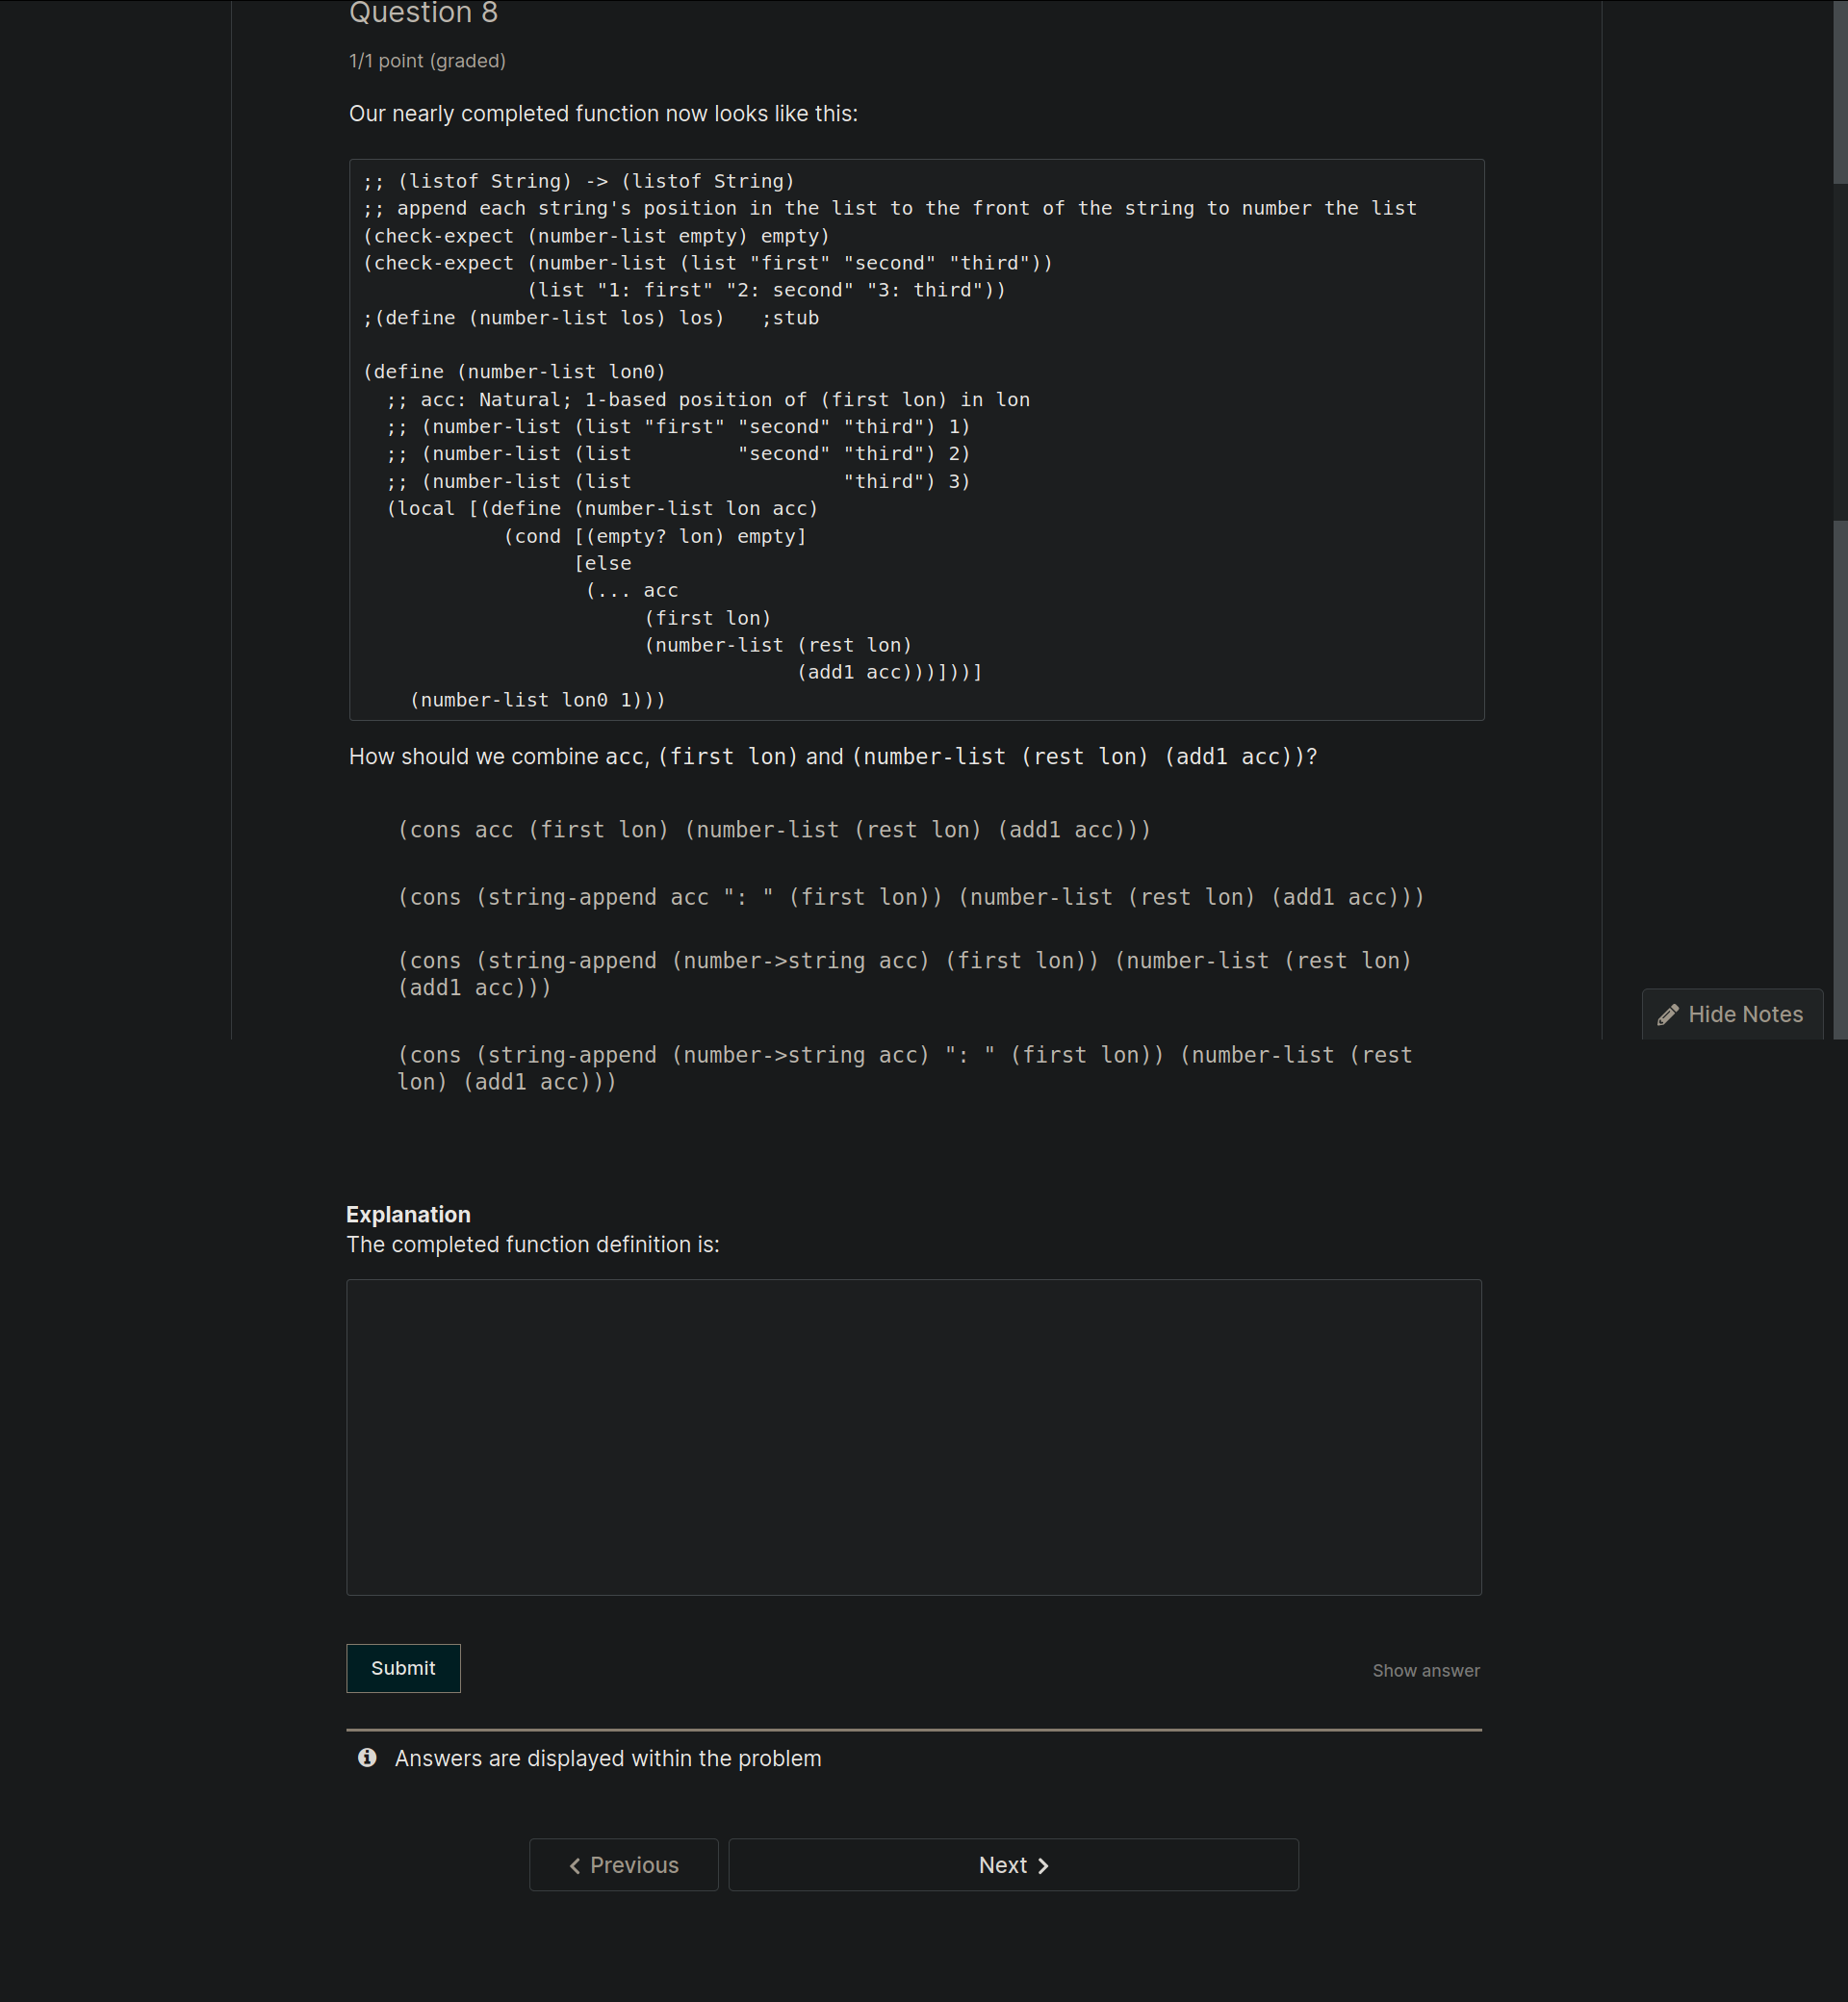 Question 8
1/1 point (graded)
Our nearly completed function now looks like this:
;; (listof String) -> (listof String)
;; append each string's position in the list to the front of the string to number the list
(check-expect (number-list empty) empty)
(check-expect (number-list (list "first" "second" "third"))
              (list "1: first" "2: second" "3: third"))
;(define (number-list los) los)   ;stub
(define (number-list lon0)
  ;; acc: Natural; 1-based position of (first lon) in lon
  ;; (number-list (list "first" "second" "third") 1)
  ;; (number-list (list         "second" "third") 2)
  ;; (number-list (list                  "third") 3)
  (local [(define (number-list lon acc)
            (cond [(empty? lon) empty]
                  [else
                   (... acc
                        (first lon)
                        (number-list (rest lon)
                                     (add1 acc)))]))]
    (number-list lon0 1)))
How should we combine acc, (first lon) and (number-list (rest lon) (add1 acc))?
(cons acc (first lon) (number-list (rest lon) (add1 acc)))
(cons (string-append acc ": " (first lon)) (number-list (rest lon) (add1 acc)))
(cons (string-append (number->string acc) (first lon)) (number-list (rest lon)
(add1 acc)))
Hide Notes
(cons (string-append (number->string acc) ": " (first lon)) (number-list (rest
lon) (add1 acc)))
Explanation
The completed function definition is:
Submit
Show answer
Answers are displayed within the problem
Previous
Next